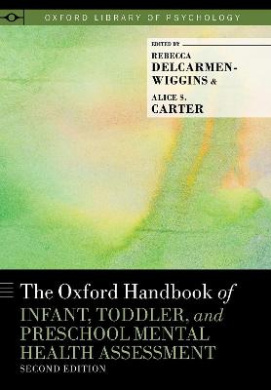 OXFORD LIBRARY OF PSYCHOLOGY
EDITED BY
REBECCA
DELCARMEN-
WIGGINS &
ALICE S.
CARTER
The Oxford Handbook of
INFANT, TODDLER, and
PRESCHOOL MENTAL
HEALTH ASSESSMENT
SECOND EDITION